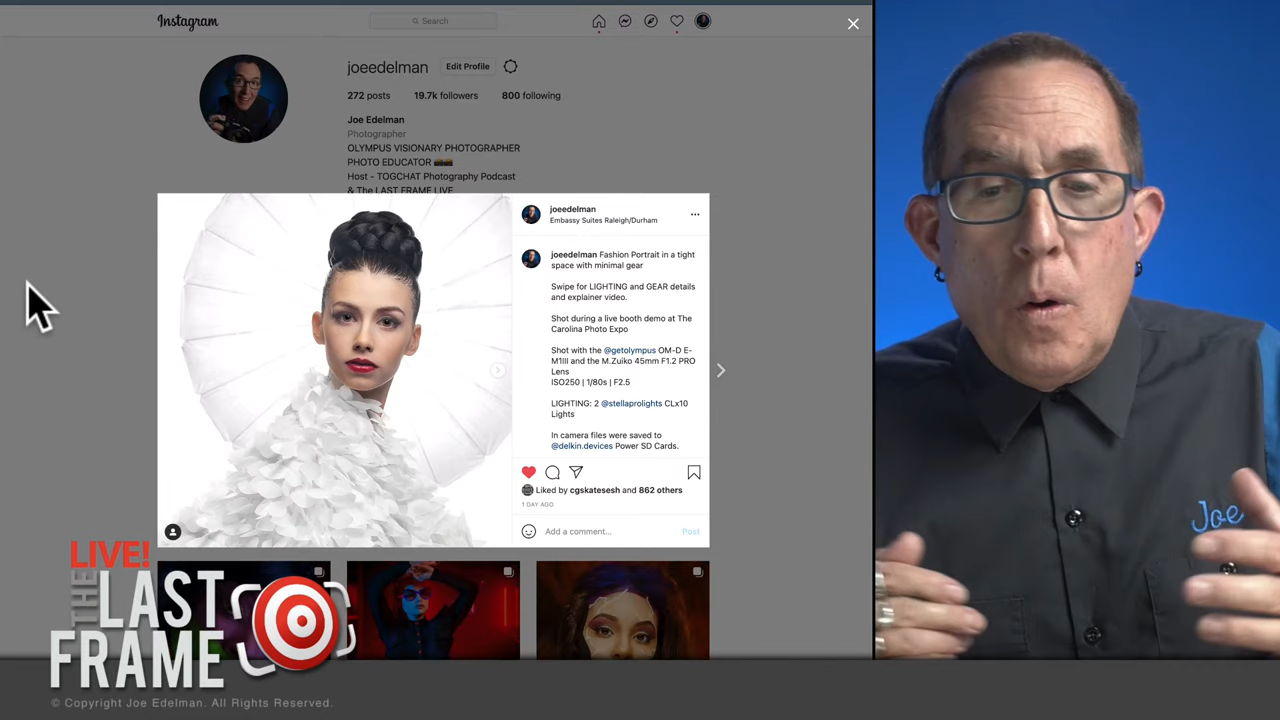 Instagram
Search
joeedelman
Edit Profile
272 posts 19.7k followers 800 following
Joe Edelman
Photographer
OLYMPUS VISIONARY PHOTOGRAPHER
PHOTO EDUCATOR
Host - TOGCHAT Photography Podcast
& The LAST FRAME LIVE
joeedelman
Embassy Suites Raleigh/Durham
joeedelman Fashion Portrait in a tight
space with minimal gear
Swipe for LIGHTING and GEAR details
and explainer video.
Shot during a live booth demo at The
Carolina Photo Expo
Shot with the @getolympus OM-D E-
M1III and the M.Zuiko 45mm F1.2 PRO
Lens
ISO250 | 1/80s | F2.5
LIGHTING: 2 @stellaprolights CLx10
Lights
In camera files were saved to
@delkin.devices Power SD Cards.
Liked by cgskatesesh and 862 others
1 DAY AGO
Add a comment... Post
Joe
LIVE!
THE
LAST
FRAME
© Copyright Joe Edelman. All Rights Reserved.